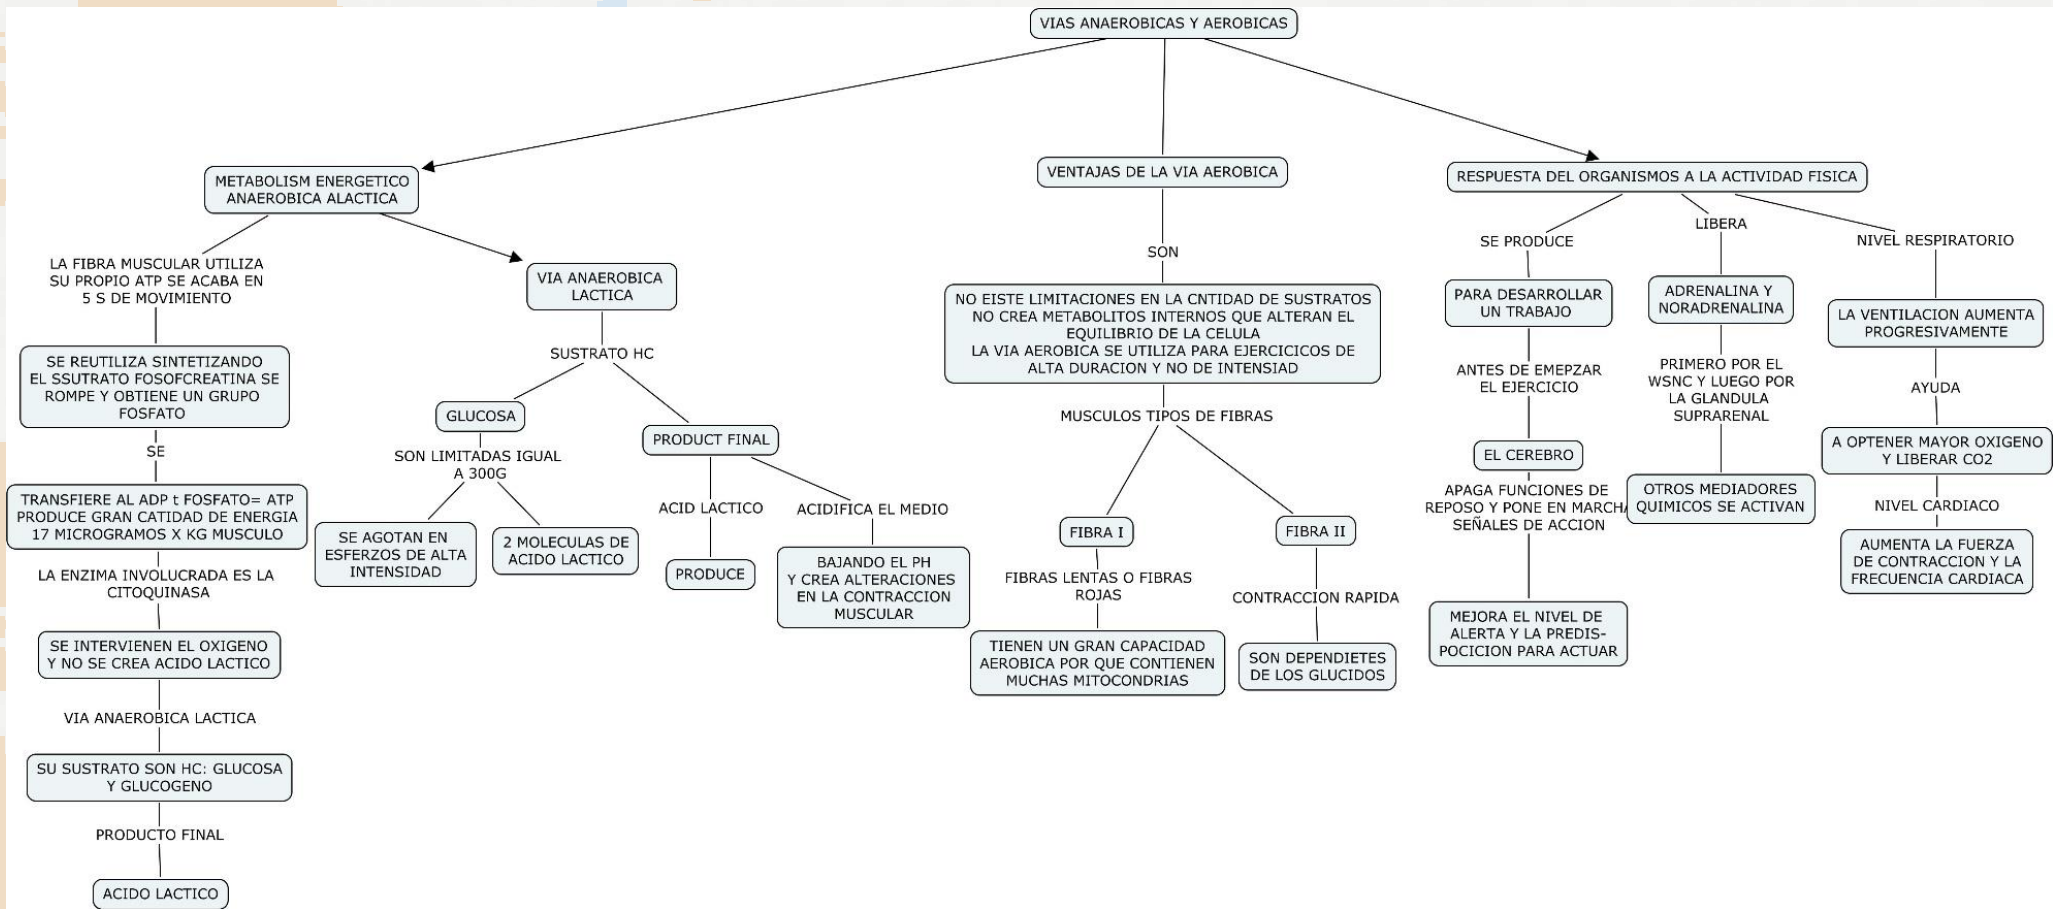 VIAS ANAEROBICAS Y AEROBICAS
METABOLISM ENERGETICO
ANAEROBICA ALACTICA
LA FIBRA MUSCULAR UTILIZA
SU PROPIO ATP SE ACABA EN
5 S DE MOVIMIENTO
SE REUTILIZA SINTETIZANDO
EL SSUTRATO FOSOFCREATINA SE
ROMPE Y OBTIENE UN GRUPO
FOSFATO
SE
TRANSFIERE AL ADP t FOSFATO= ATP
PRODUCE GRAN CATIDAD DE ENERGIA
17 MICROGRAMOS X KG MUSCULO
LA ENZIMA INVOLUCRADA ES LA
CITOQUINASA
SE INTERVIENEN EL OXIGENO
Y NO SE CREA ACIDO LACTICO
VIA ANAEROBICA LACTICA
SU SUSTRATO SON HC: GLUCOSA
Y GLUCOGENO
PRODUCTO FINAL
ACIDO LACTICO
VIA ANAEROBICA
LACTICA
SUSTRATO HC
GLUCOSA
SON LIMITADAS IGUAL
A 300G
SE AGOTAN EN
ESFERZOS DE ALTA
INTENSIDAD
2 MOLECULAS DE
ACIDO LACTICO
PRODUCT FINAL
ACID LACTICO
PRODUCE
ACIDIFICA EL MEDIO
BAJANDO EL PH
Y CREA ALTERACIONES
EN LA CONTRACCION
MUSCULAR
VENTAJAS DE LA VIA AEROBICA
SON
NO EISTE LIMITACIONES EN LA CNTIDAD DE SUSTRATOS
NO CREA METABOLITOS INTERNOS QUE ALTERAN EL
EQUILIBRIO DE LA CELULA
LA VIA AEROBICA SE UTILIZA PARA EJERCICICOS DE
ALTA DURACION Y NO DE INTENSIAD
MUSCULOS TIPOS DE FIBRAS
FIBRA I
FIBRAS LENTAS O FIBRAS
ROJAS
TIENEN UN GRAN CAPACIDAD
AEROBICA POR QUE CONTIENEN
MUCHAS MITOCONDRIAS
FIBRA II
CONTRACCION RAPIDA
SON DEPENDIETES
DE LOS GLUCIDOS
RESPUESTA DEL ORGANISMOS A LA ACTIVIDAD FISICA
SE PRODUCE
PARA DESARROLLAR
UN TRABAJO
ANTES DE EMEPZAR
EL EJERCICIO
EL CEREBRO
APAGA FUNCIONES DE
REPOSO Y PONE EN MARCHA
SEÑALES DE ACCION
MEJORA EL NIVEL DE
ALERTA Y LA PREDIS-
POCICION PARA ACTUAR
LIBERA
ADRENALINA Y
NORADRENALINA
PRIMERO POR EL
WSNC Y LUEGO POR
LA GLANDULA
SUPRARENAL
OTROS MEDIADORES
QUIMICOS SE ACTIVAN
NIVEL RESPIRATORIO
LA VENTILACION AUMENTA
PROGRESIVAMENTE
AYUDA
A OPTENER MAYOR OXIGENO
Y LIBERAR CO2
NIVEL CARDIACO
AUMENTA LA FUERZA
DE CONTRACCION Y LA
FRECUENCIA CARDIACA